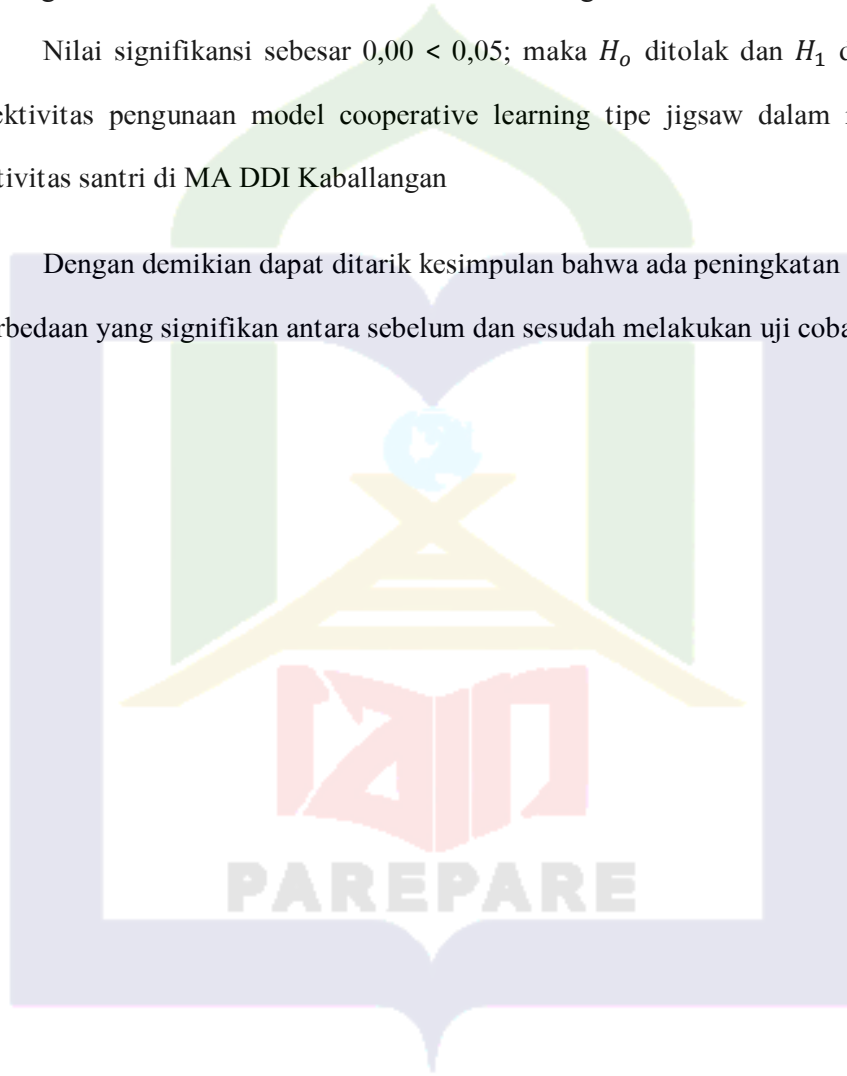 Nilai signifikansi sebesar 0,00 < 0,05; maka H₀ ditolak dan H₁ d
ektivitas pengunaan model cooperative learning tipe jigsaw dalam
tivitas santri di MA DDI Kaballangan
Dengan demikian dapat ditarik kesimpulan bahwa ada peningkatan
rbedaan yang signifikan antara sebelum dan sesudah melakukan uji coba
iain
PAREPARE